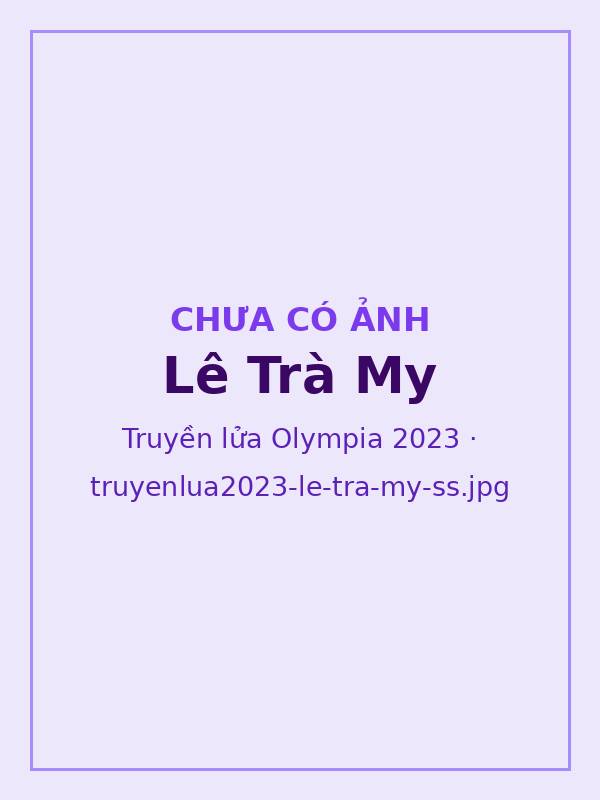 CHƯA CÓ ẢNH
Lê Trà My
Truyền lửa Olympia 2023 ·
truyenlua2023-le-tra-my-ss.jpg